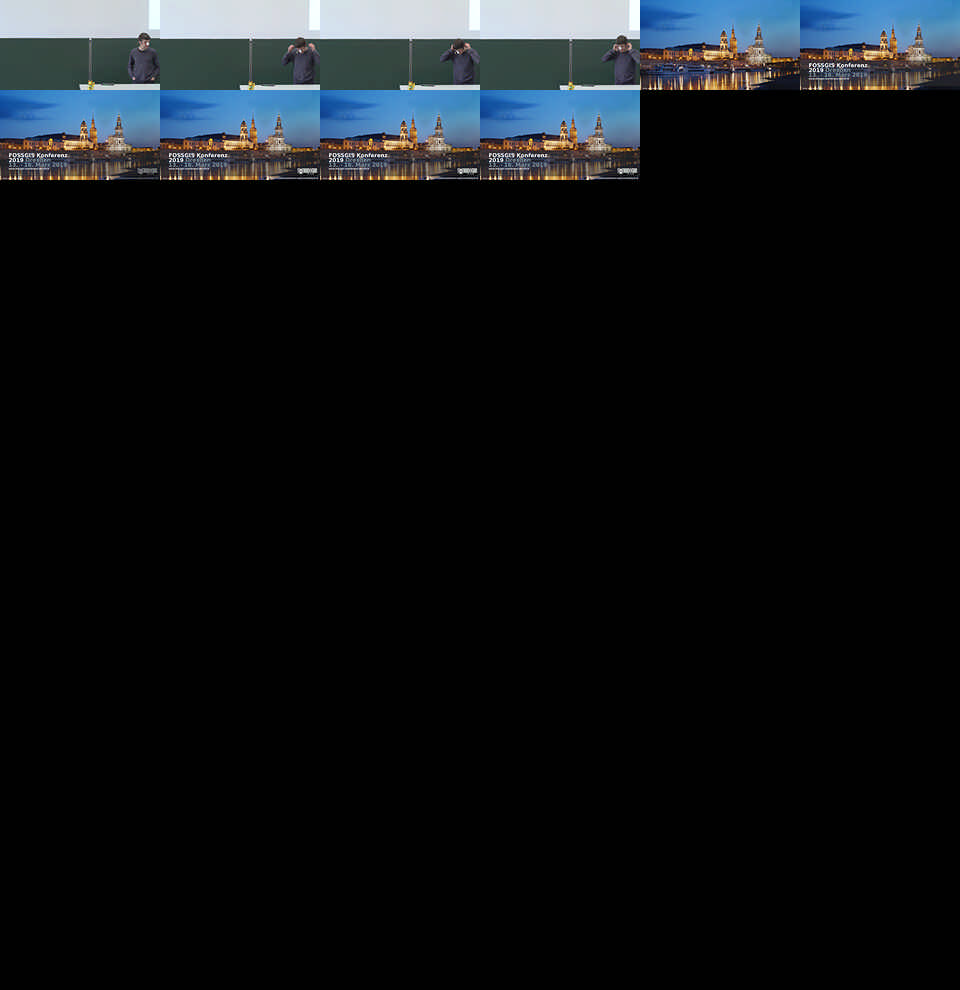 FOSSGIS Konferenz
2019 Dresden
13. - 16. März 2019
FOSSGIS Konferenz
2019 Dresden
13. - 16. März 2019
FOSSGIS Konferenz
2019 Dresden
13. - 16. März 2019
FOSSGIS Konferenz
2019 Dresden
13. - 16. März 2019
FOSSGIS Konferenz
2019 Dresden
13. - 16. März 2019